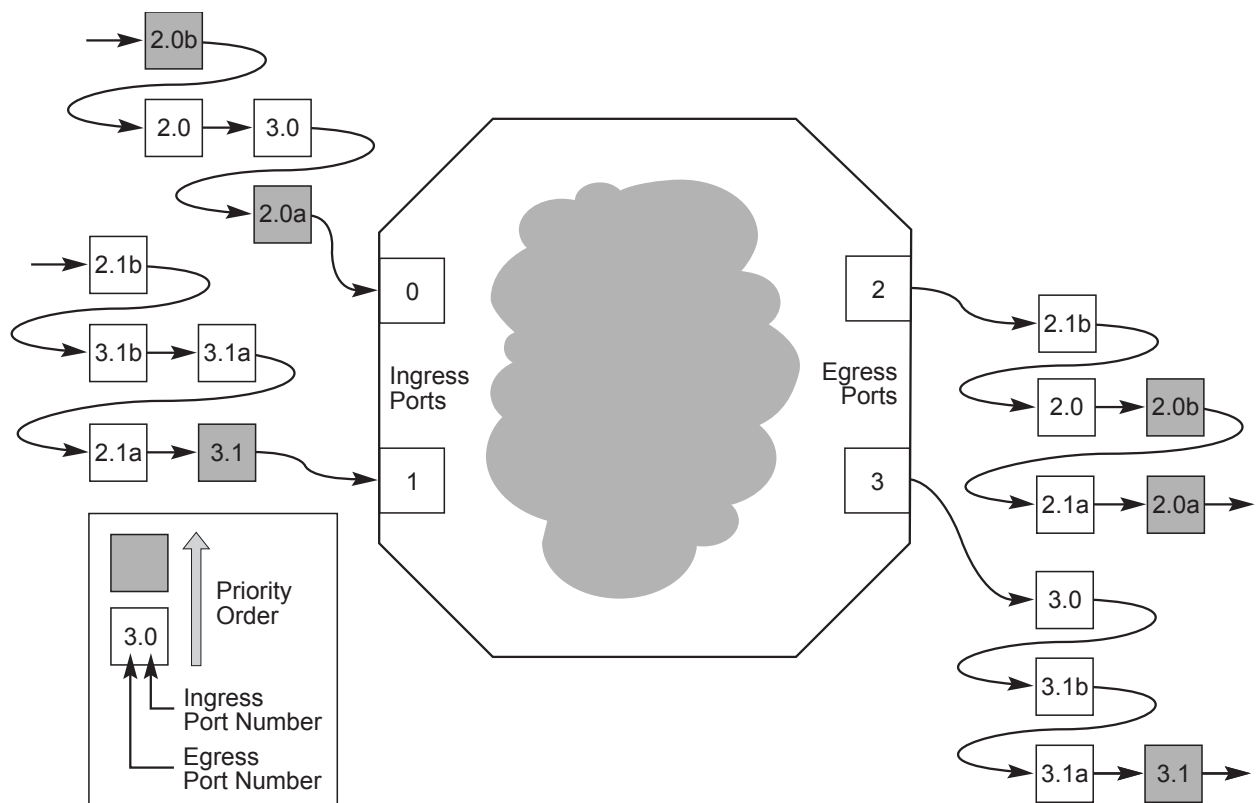 2.0b
2.0 3.0
2.0a
2.1b
3.1b 3.1a
2.1a 3.1
0
Ingress
Ports
1
2
Egress
Ports
3
2.1b
2.0 2.0b
2.1a 2.0a
3.0
3.1b
3.1a 3.1
Priority
Order
3.0
Ingress
Port Number
Egress
Port Number